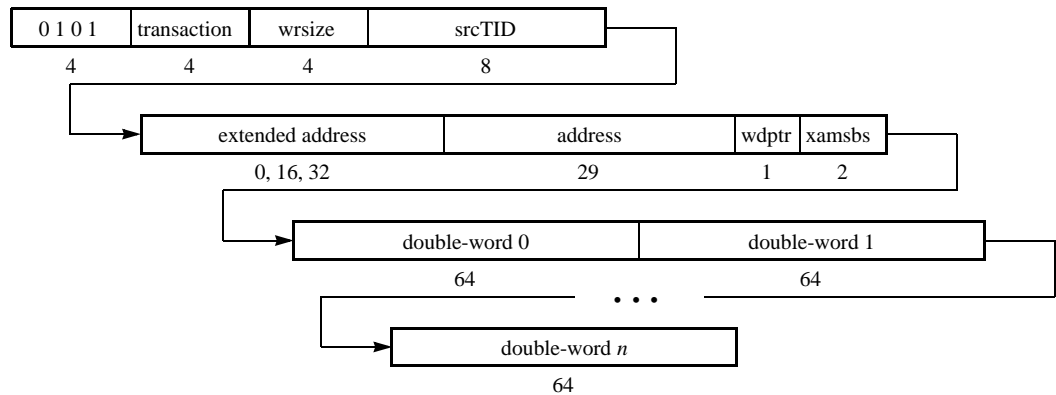 0 1 0 1 transaction wrsize srcTID
4 4 4 8
extended address address wdptr xamsbs
0, 16, 32 29 1 2
double-word 0 double-word 1
64 64
• • •
double-word n
64